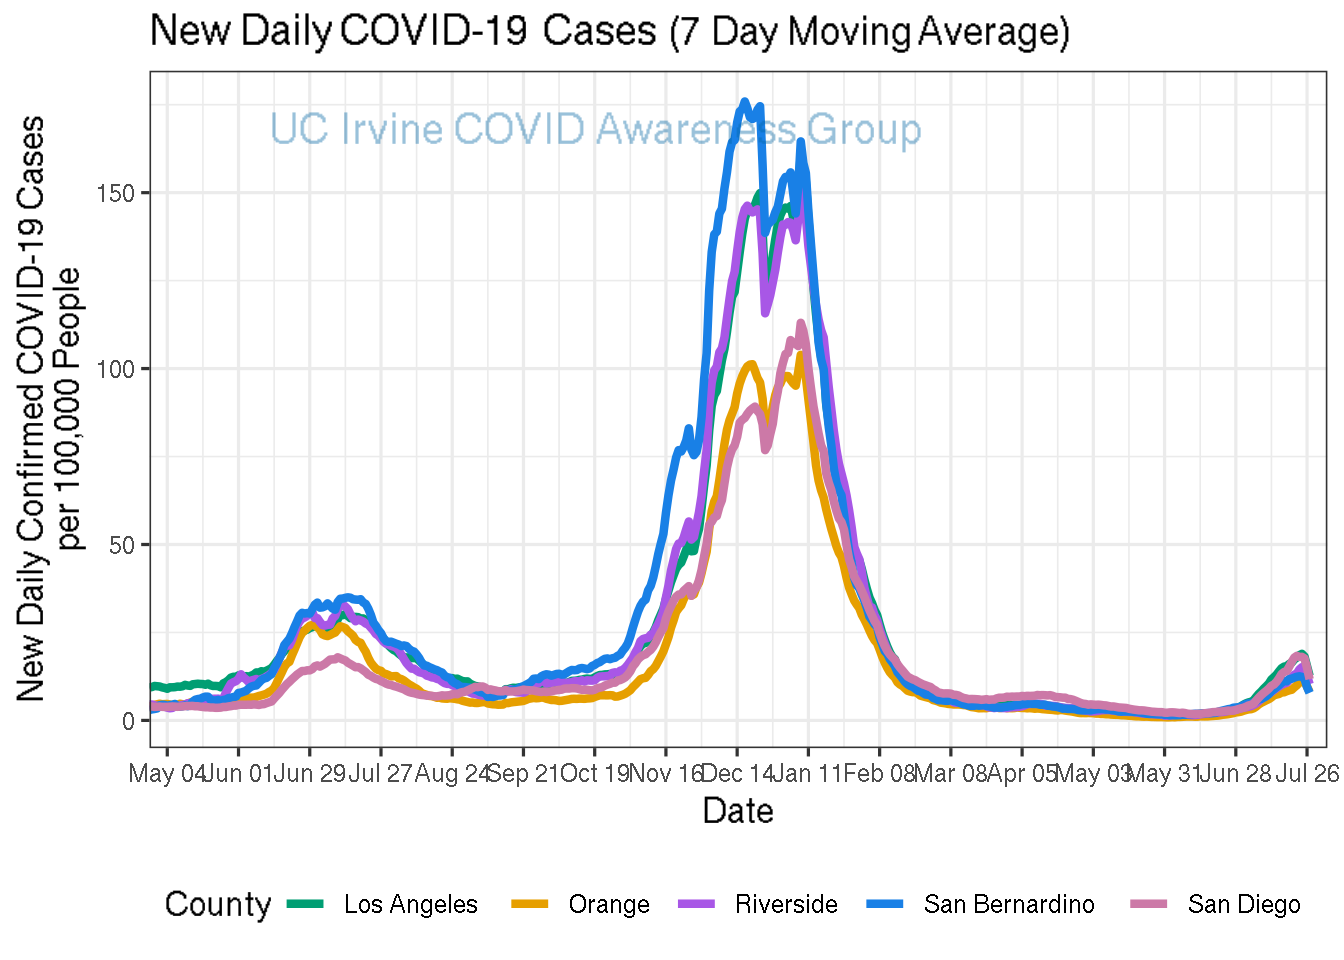 New Daily COVID-19 Cases (7 Day Moving Average)
UC Irvine COVID Awareness Group
New Daily Confirmed COVID-19 Cases
per 100,000 People
150
100
50
0
May 04 Jun 01 Jun 29 Jul 27 Aug 24 Sep 21 Oct 19 Nov 16 Dec 14 Jan 11 Feb 08 Mar 08 Apr 05 May 03 May 31 Jun 28 Jul 26
Date
County Los Angeles Orange Riverside San Bernardino San Diego